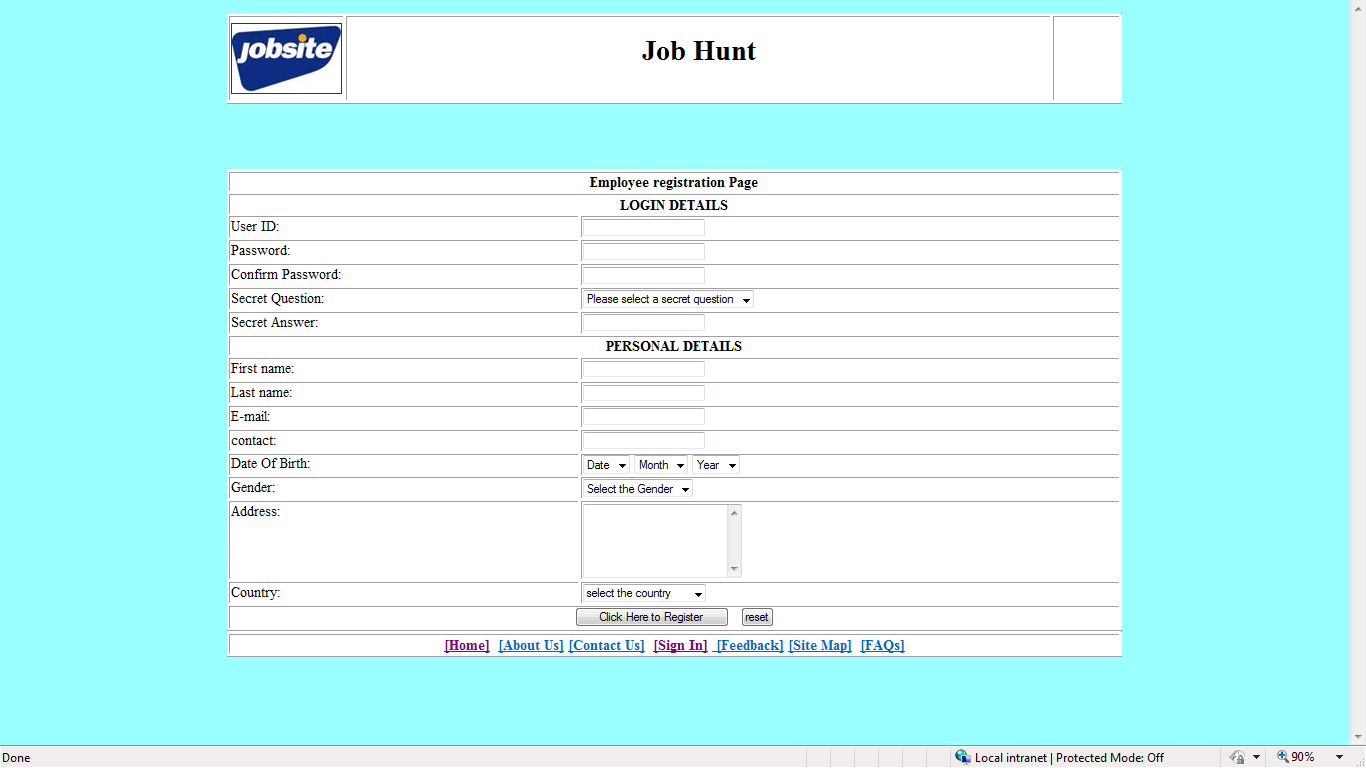 jobsite
Job Hunt
Employee registration Page
LOGIN DETAILS
User ID:
Password:
Confirm Password:
Secret Question: Please select a secret question
Secret Answer:
PERSONAL DETAILS
First name:
Last name:
E-mail:
contact:
Date Of Birth: Date Month Year
Gender: Select the Gender
Address:
Country: select the country
Click Here to Register reset
[Home] [About Us] [Contact Us] [Sign In] [Feedback] [Site Map] [FAQs]
Done Local intranet | Protected Mode: Off 90%